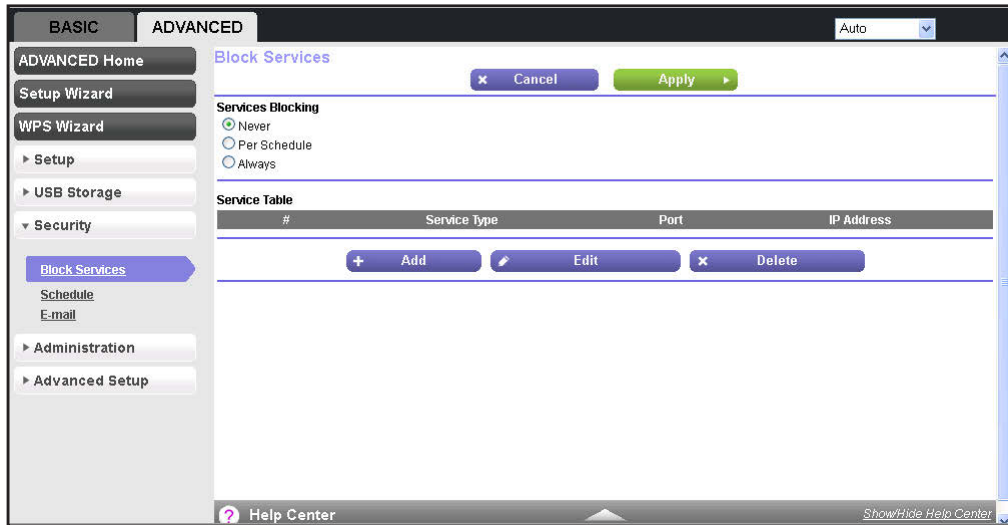 BASIC
ADVANCED
Auto
ADVANCED Home
Setup Wizard
WPS Wizard
Setup
USB Storage
Security
Block Services
Schedule
E-mail
Administration
Advanced Setup
Block Services
Cancel
Apply
Services Blocking
Never
Per Schedule
Always
Service Table
# Service Type Port IP Address
Add
Edit
Delete
? Help Center
Show/Hide Help Center